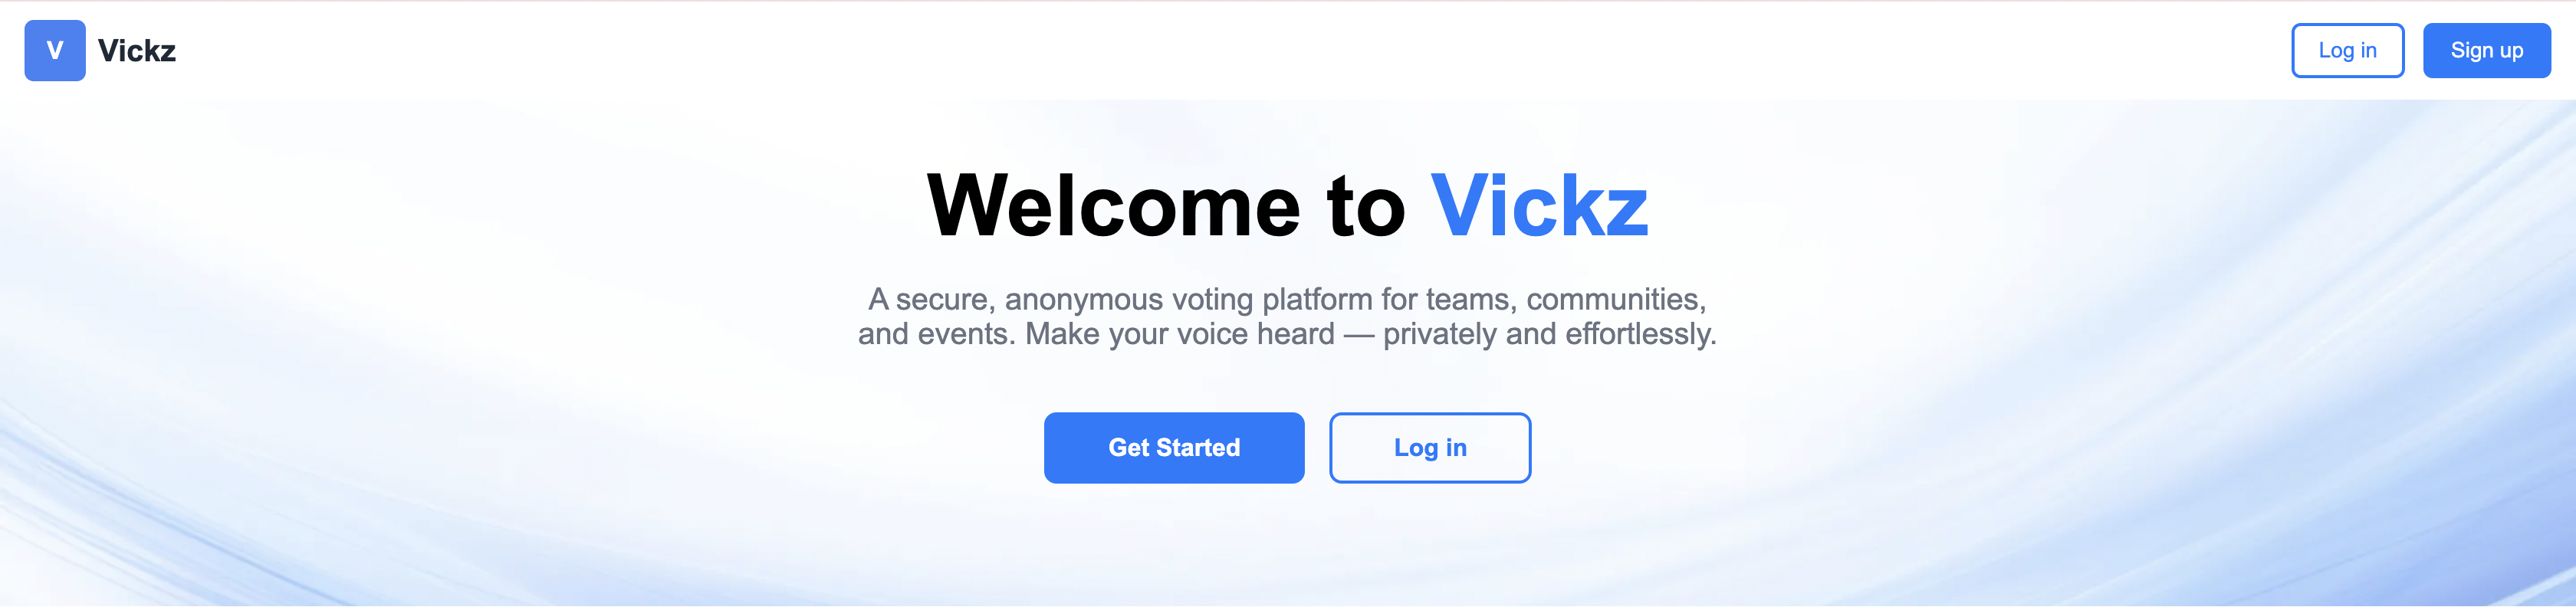 V
Vickz
Log in
Sign up
Welcome to Vickz
A secure, anonymous voting platform for teams, communities,
and events. Make your voice heard — privately and effortlessly.
Get Started
Log in